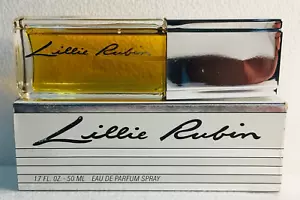 Lillie Rubin
Lillie Rubin
1.7 FL. OZ. - 50 ML EAU DE PARFUM SPRAY